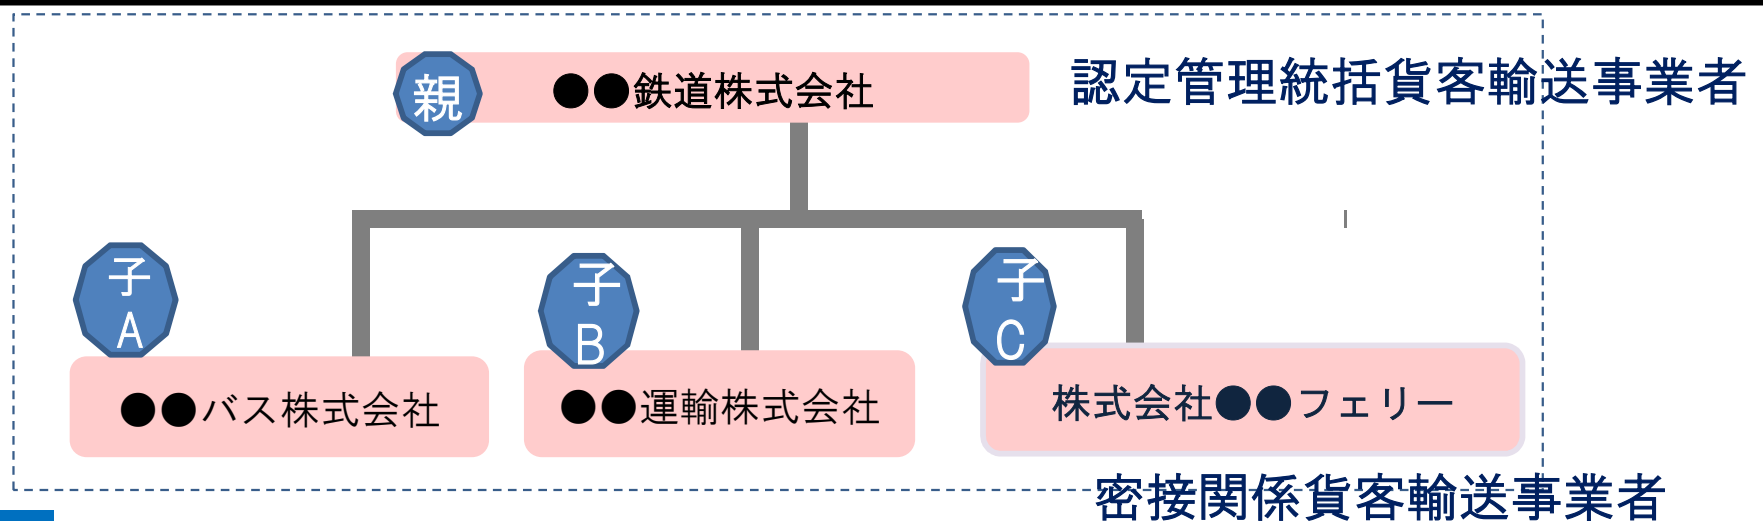 親
●●鉄道株式会社
認定管理統括貨客輸送事業者
子
A
子
B
子
C
●●バス株式会社
●●運輸株式会社
株式会社●●フェリー
密接関係貨客輸送事業者